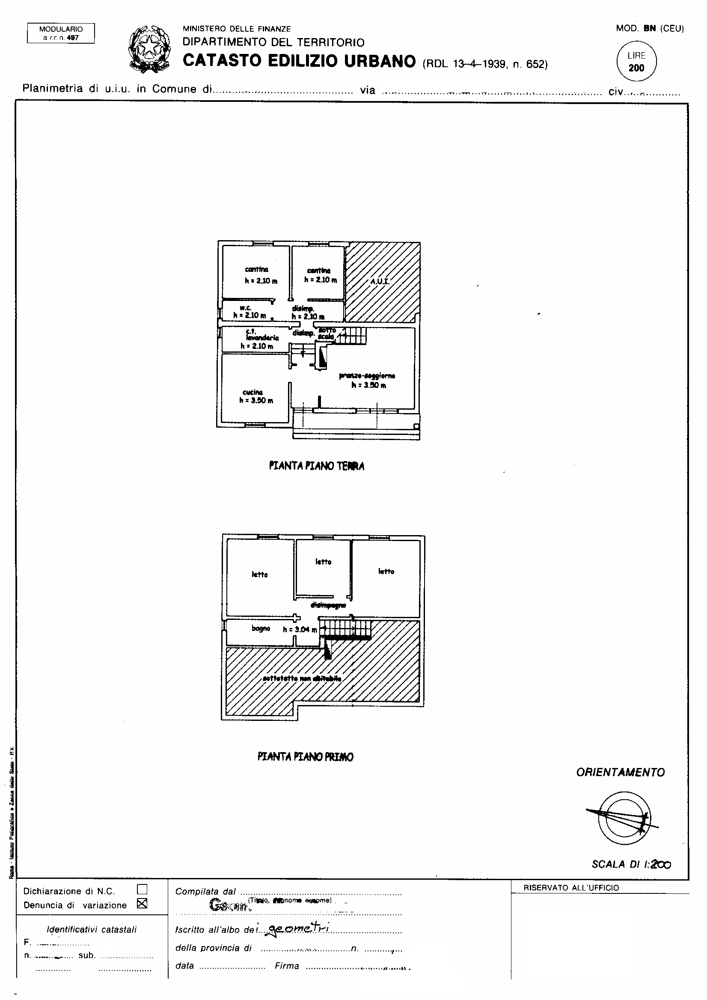 MODULARIO
a r.r. n. 497
MINISTERO DELLE FINANZE
DIPARTIMENTO DEL TERRITORIO
CATASTO EDILIZIO URBANO (RDL 13-4-1939, n. 652)
MOD. BN (CEU)
LIRE
200
Planimetria di u.i.u. in Comune di via civ.
cantina
h = 2.10 m
cantina
h = 2.10 m
A.U.I.
w.c.
h = 2.10 m
disimp.
h = 2.10 m
c.t.
lavanderia
h = 2.10 m
disimp.
sotto
scala
pranzo-soggiorno
h = 3.50 m
cucina
h = 3.50 m
PIANTA PIANO TERRA
letto
letto
letto
disimpegno
bagno
h = 3.04 m
sottotetto non abitabile
PIANTA PIANO PRIMO
ORIENTAMENTO
SCALA DI 1:200
Roma - Istituto Poligrafico e Zecca dello Stato - P.V.
Dichiarazione di N.C.
Denuncia di variazione
Identificativi catastali
F.
n. sub.
Compilata dal
(Titolo, cognome e nome)
Geom.
Iscritto all'albo dei geometri
della provincia di n.
data Firma
RISERVATO ALL'UFFICIO